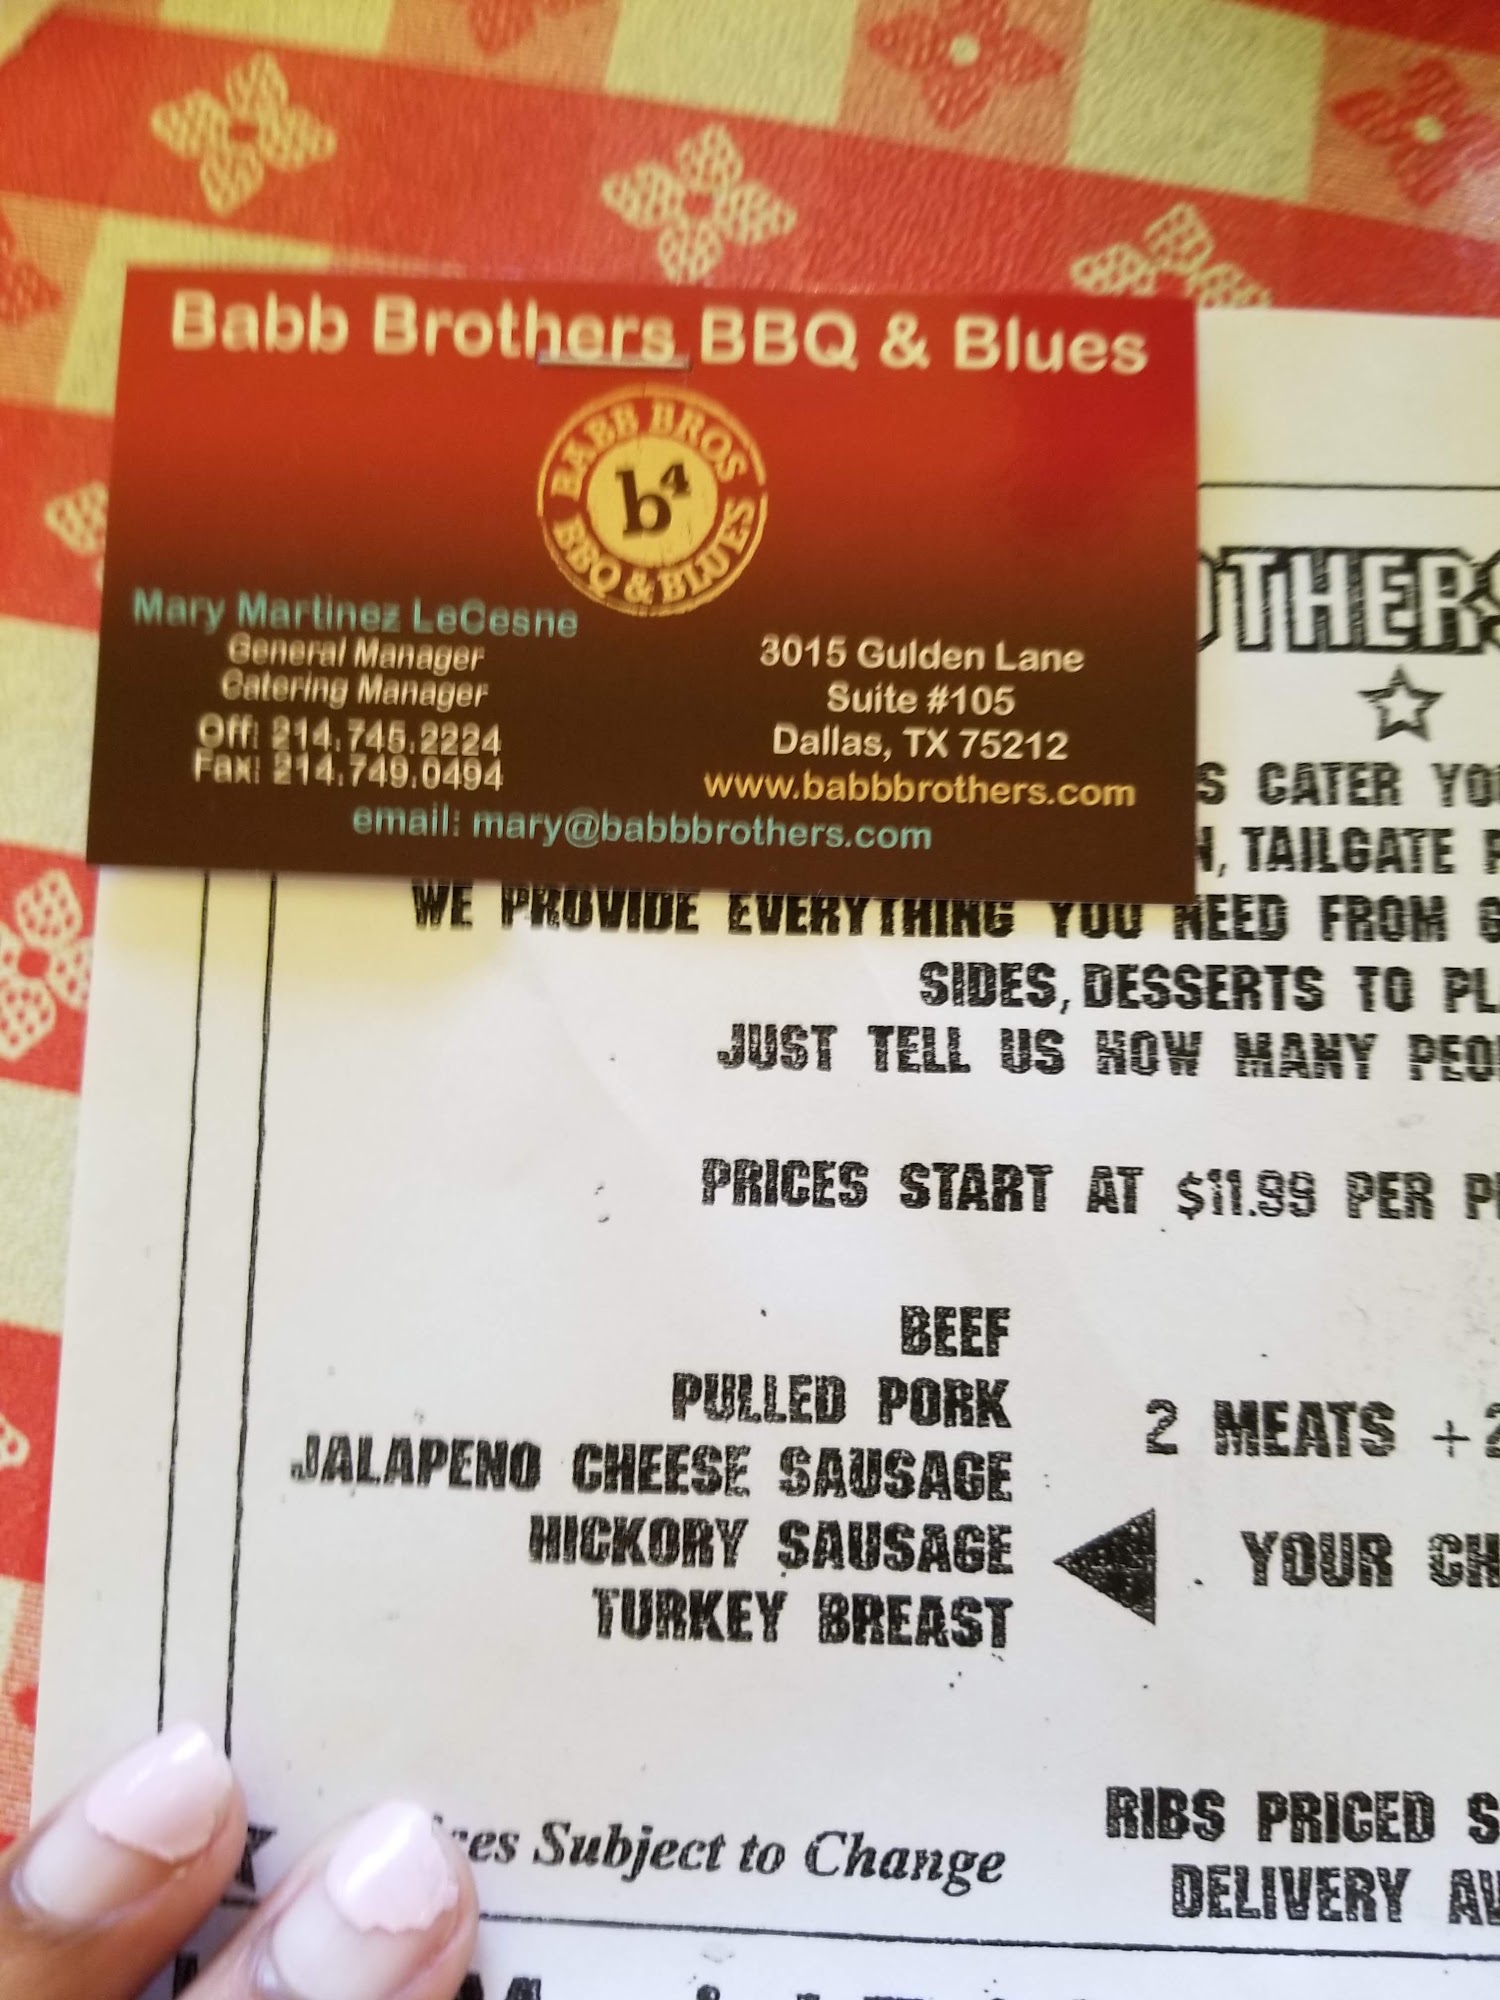 Babb Brothers BBQ & Blues
BABB BROS
b⁴
BBQ & BLUES
Mary Martinez LeCesne
General Manager
Catering Manager
Off: 214.745.2224
Fax: 214.749.0494
3015 Gulden Lane
Suite #105
Dallas, TX 75212
www.babbbrothers.com
email: mary@babbbrothers.com
OTHERS
S CATER YO
N, TAILGATE
WE PROVIDE EVERYTHING YOU NEED FROM
SIDES, DESSERTS TO PL
JUST TELL US HOW MANY PEO
PRICES START AT $11.99 PER P
BEEF
PULLED PORK
JALAPENO CHEESE SAUSAGE
HICKORY SAUSAGE
TURKEY BREAST
2 MEATS + 2
YOUR CH
RIBS PRICED S
DELIVERY AV
ces Subject to Change